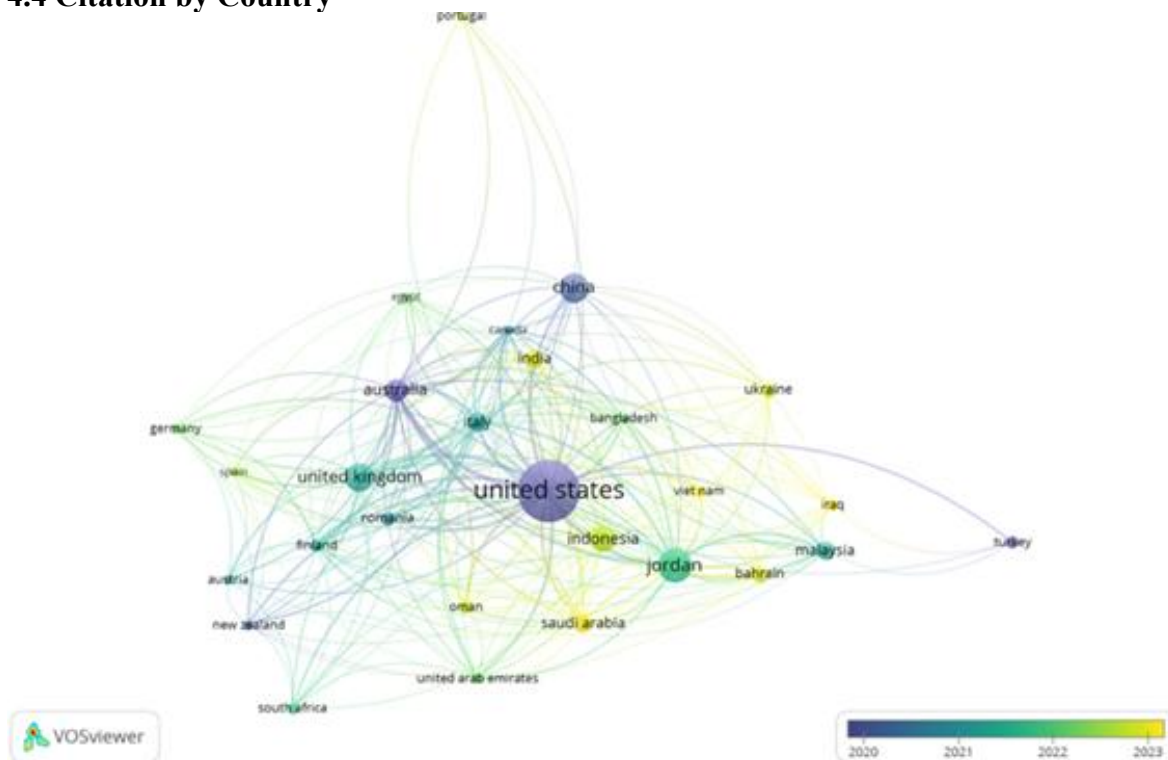 4.4 Citation by Country
portugal
china
egypt
canada
india
australia
ukraine
italy
bangladesh
germany
spain
united kingdom
united states
viet nam
iraq
romania
indonesia
finland
turkey
malaysia
jordan
bahrain
austria
oman
new zealand
saudi arabia
united arab emirates
south africa
VOSviewer
2020 2021 2022 2023